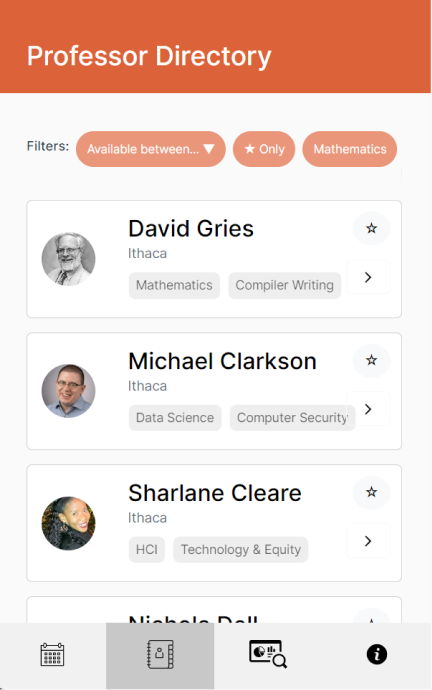 Professor Directory
Filters: Available between... ▼ ★ Only Mathematics
David Gries
Ithaca
Mathematics Compiler Writing
Michael Clarkson
Ithaca
Data Science Computer Security
Sharlane Cleare
Ithaca
HCI Technology & Equity